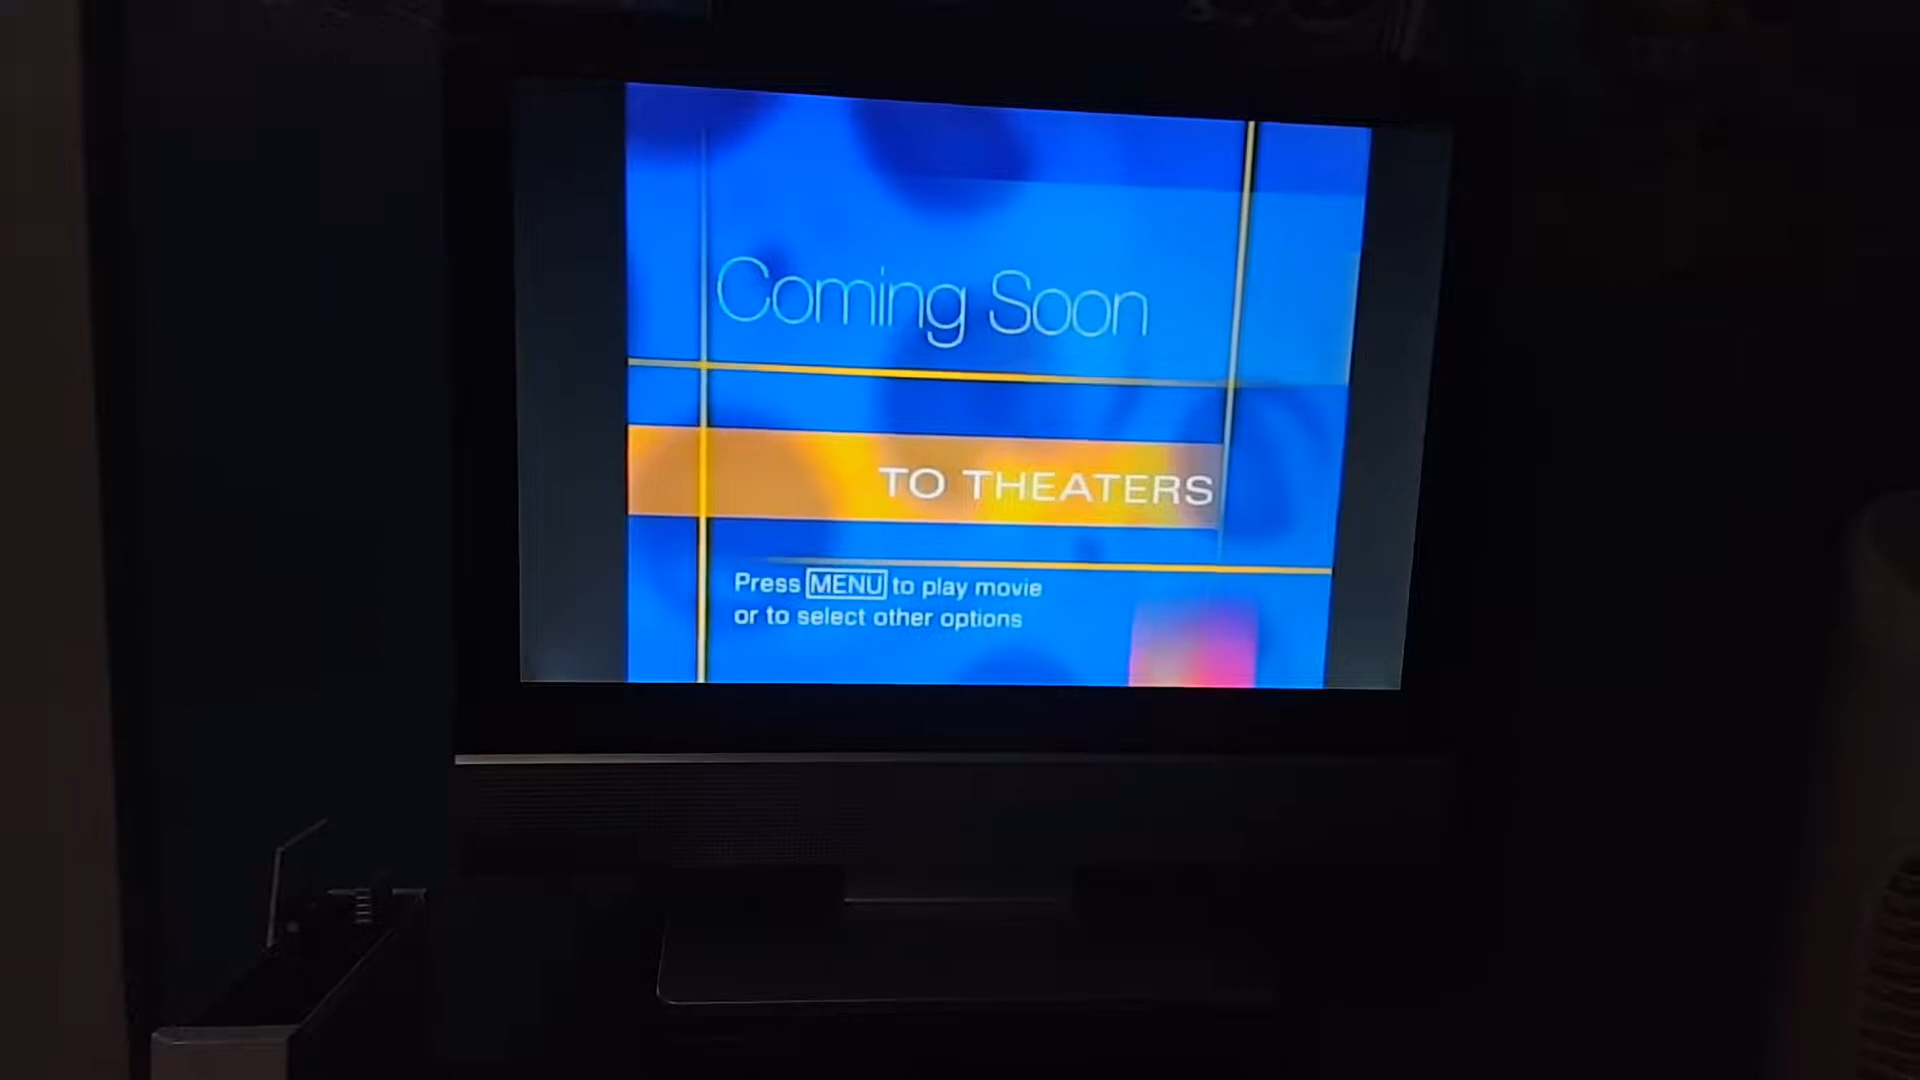 Coming Soon
TO THEATERS
Press MENU to play movie
or to select other options